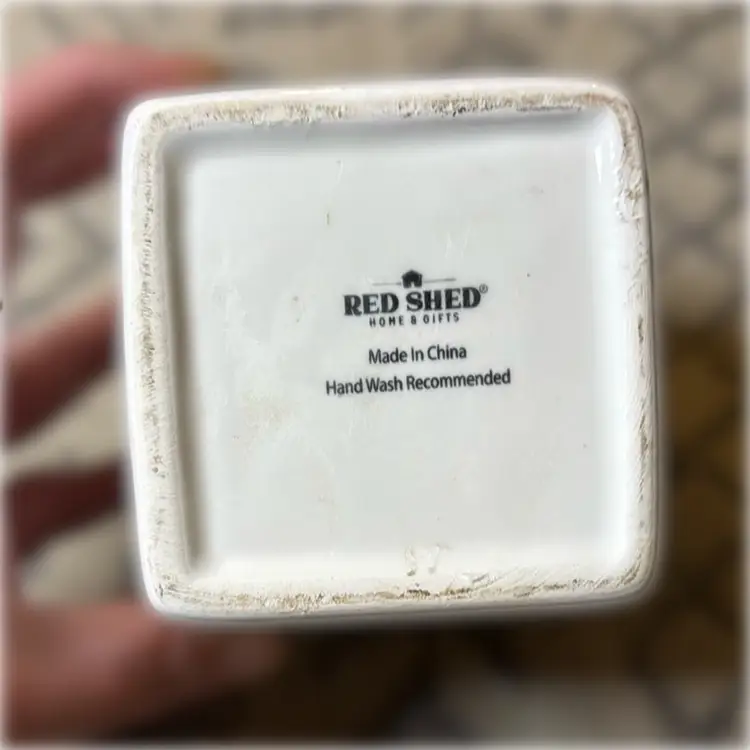 RED SHED®
HOME & GIFTS
Made In China
Hand Wash Recommended